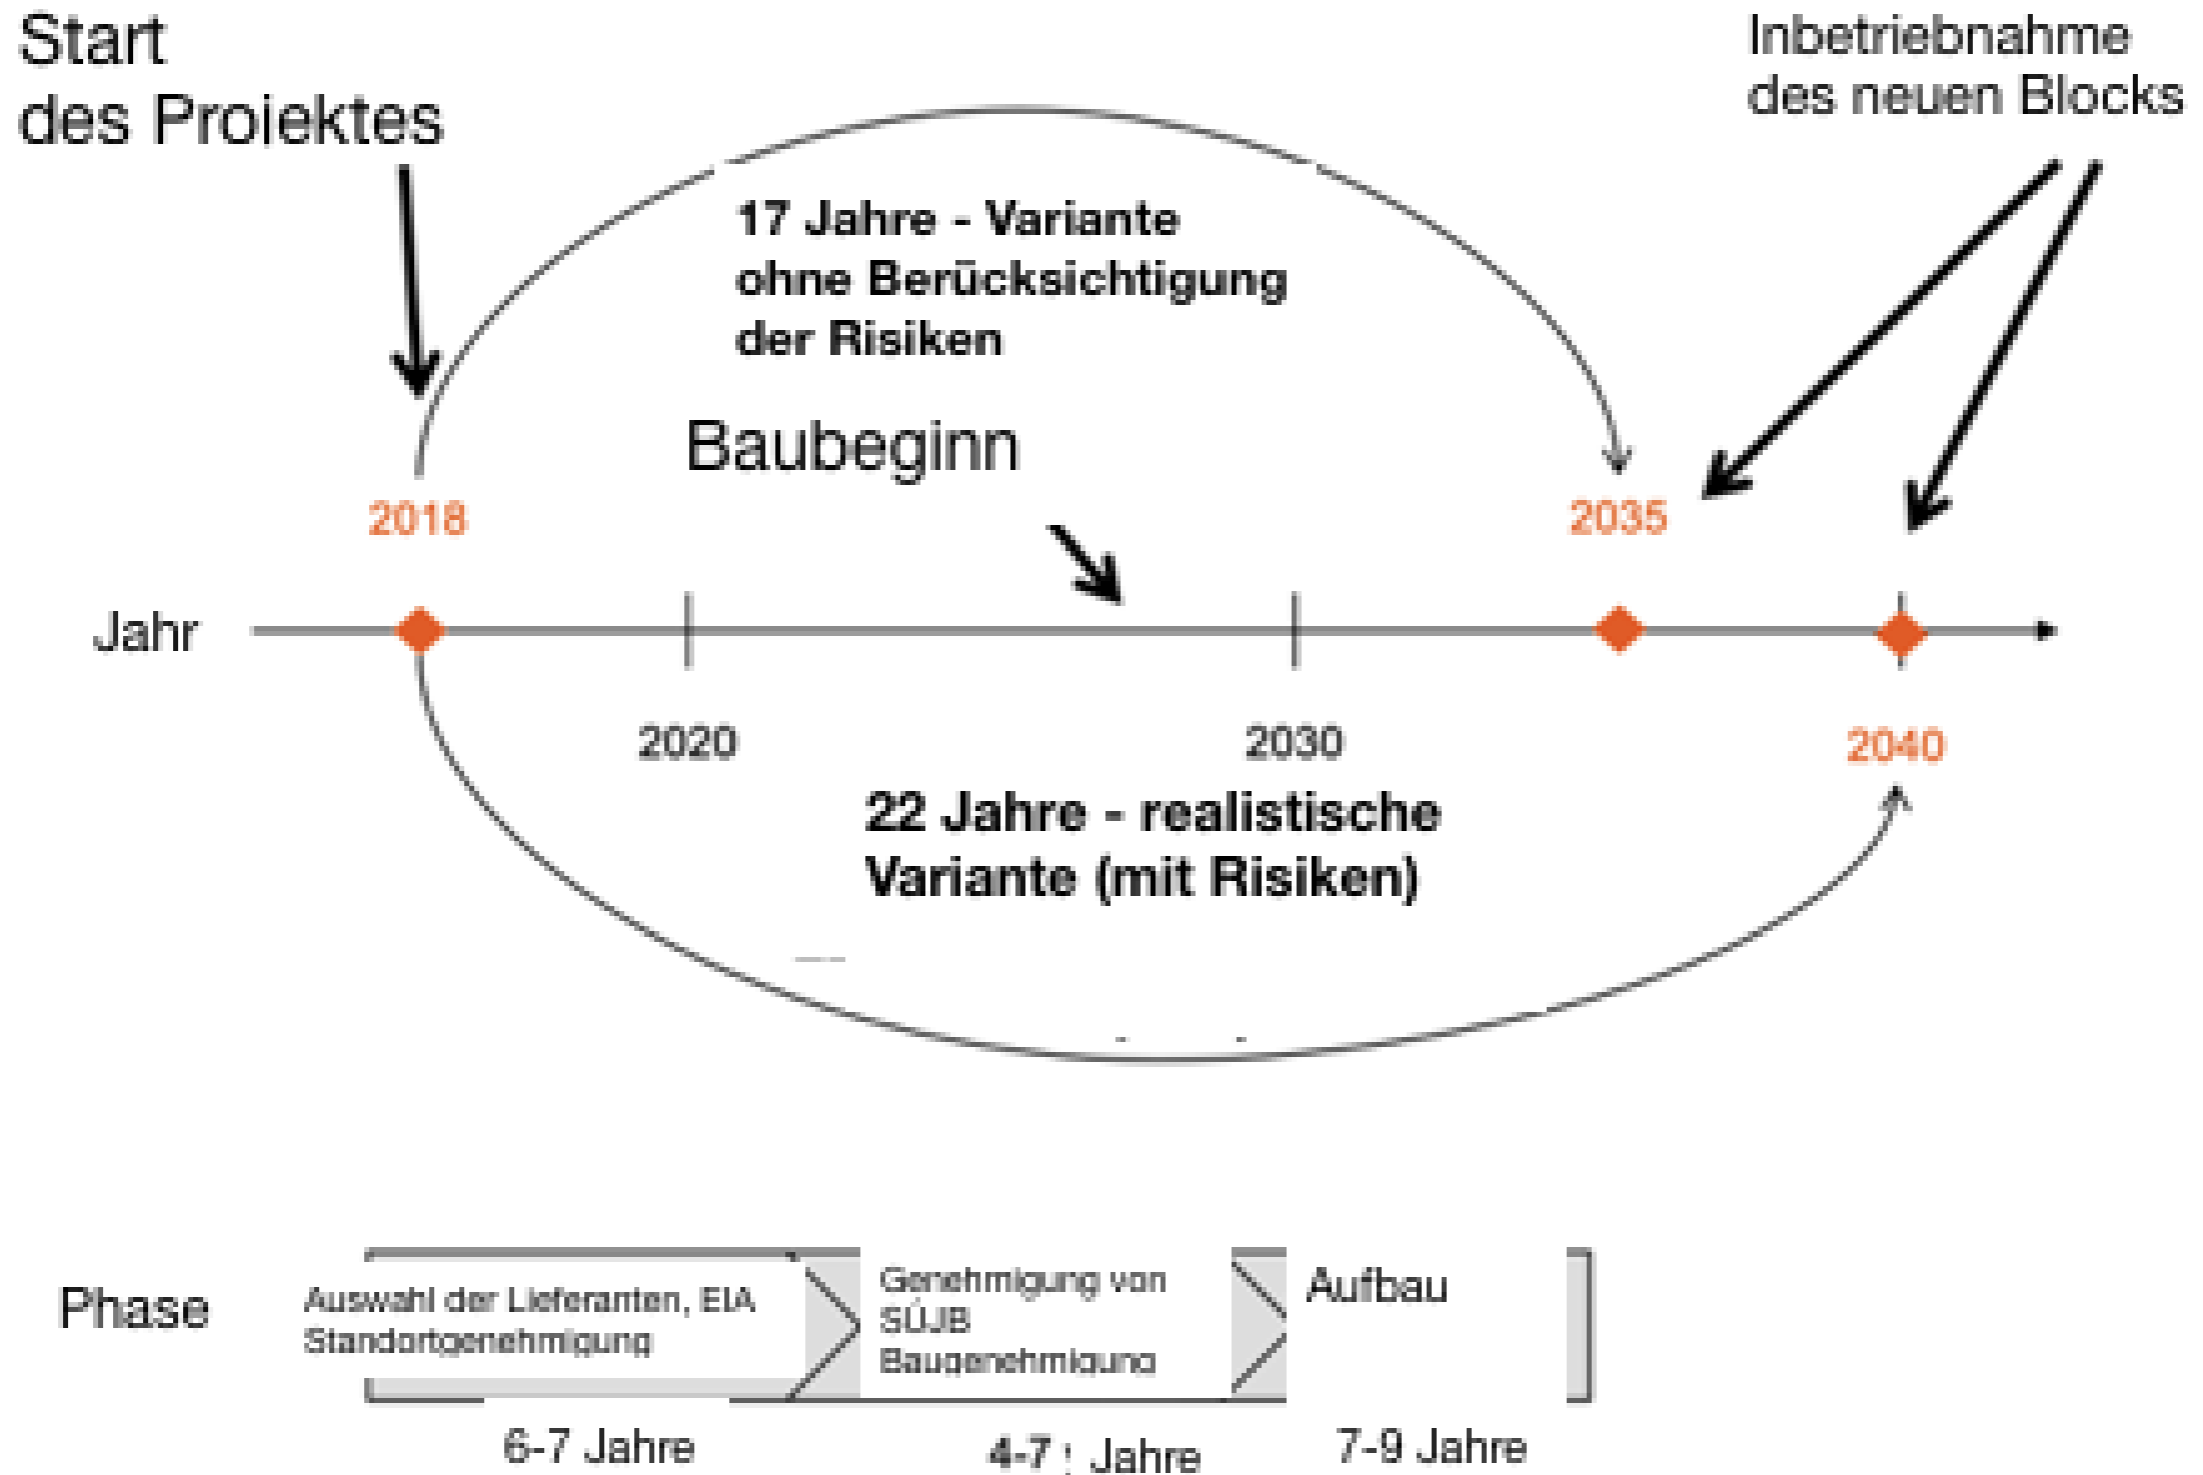 Start
des Proiektes
Inbetriebnahme
des neuen Blocks
17 Jahre - Variante
ohne Berücksichtigung
der Risiken
Baubeginn
2018
2035
Jahr
2020
2030
2040
22 Jahre - realistische
Variante (mit Risiken)
Phase
Auswahl der Lieferanten, EIA
Standortgenehmigung
Genehmigung von
SÚJB
Baugenehmigung
Aufbau
6-7 Jahre
4-7 Jahre
7-9 Jahre